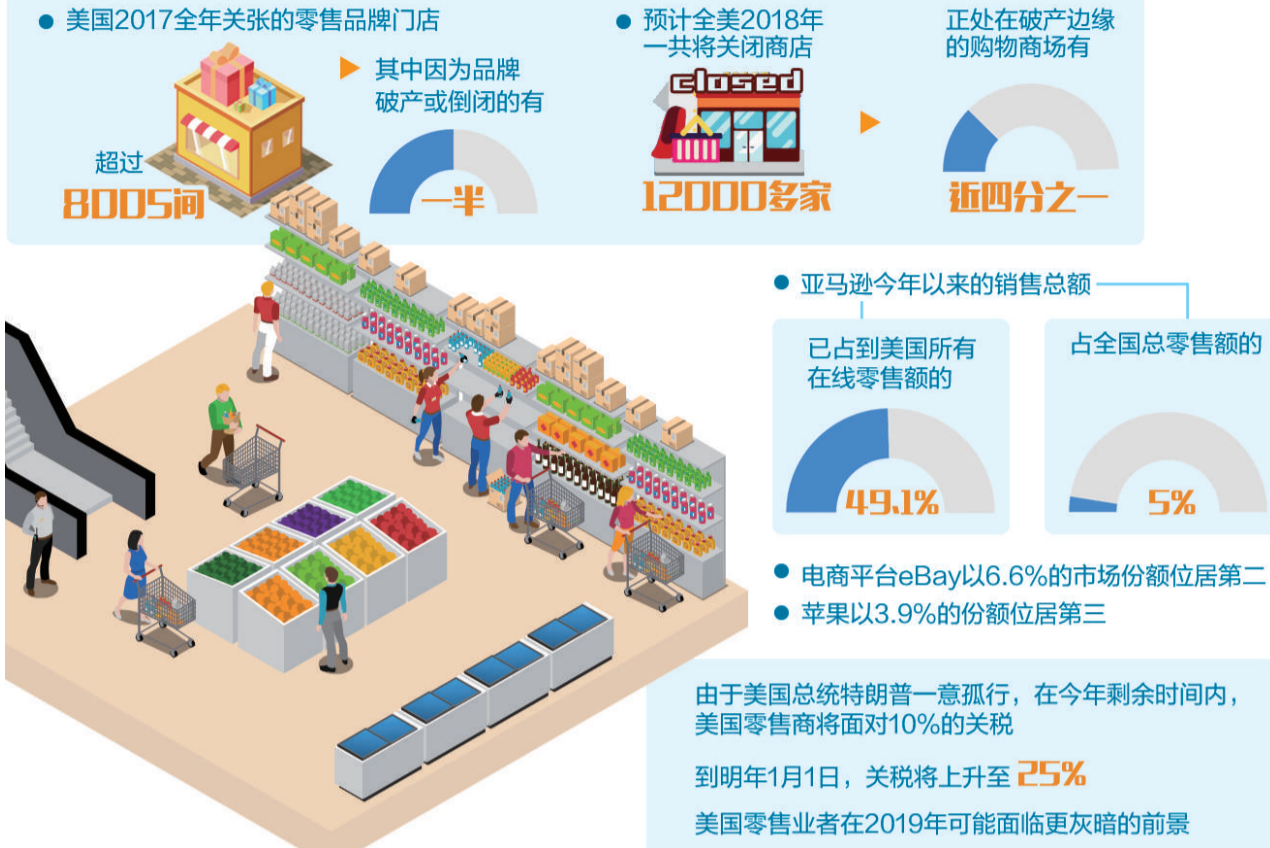 美国2017全年关张的零售品牌门店
超过
8005间
其中因为品牌
破产或倒闭的有
一半
预计全美2018年
一共将关闭商店
closed
12000多家
正处在破产边缘
的购物商场有
近四分之一
亚马逊今年以来的销售总额
已占到美国所有
在线零售额的
49.1%
占全国总零售额的
5%
电商平台eBay以6.6%的市场份额位居第二
苹果以3.9%的份额位居第三
由于美国总统特朗普一意孤行，在今年剩余时间内，
美国零售商将面对10%的关税
到明年1月1日，关税将上升至 25%
美国零售业者在2019年可能面临更灰暗的前景